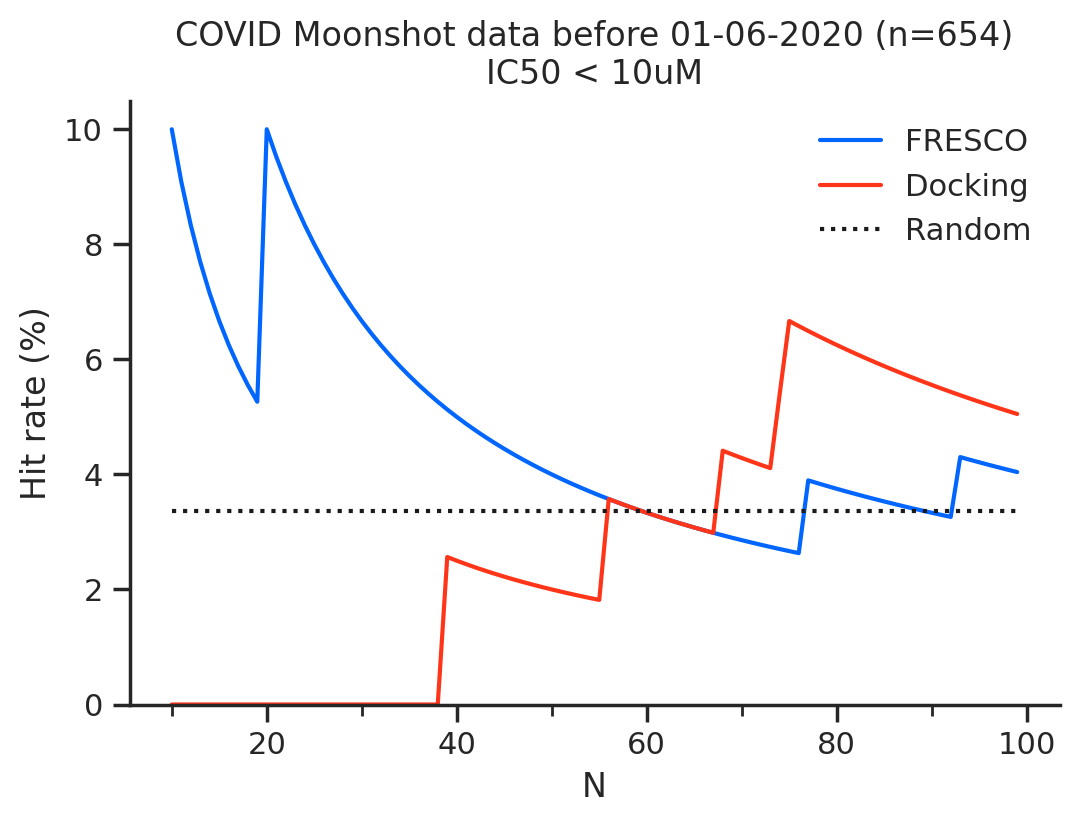 COVID Moonshot data before 01-06-2020 (n=654)
IC50 < 10uM
FRESCO
Docking
Random
Hit rate (%)
10
8
6
4
2
0
20
40
60
80
100
N